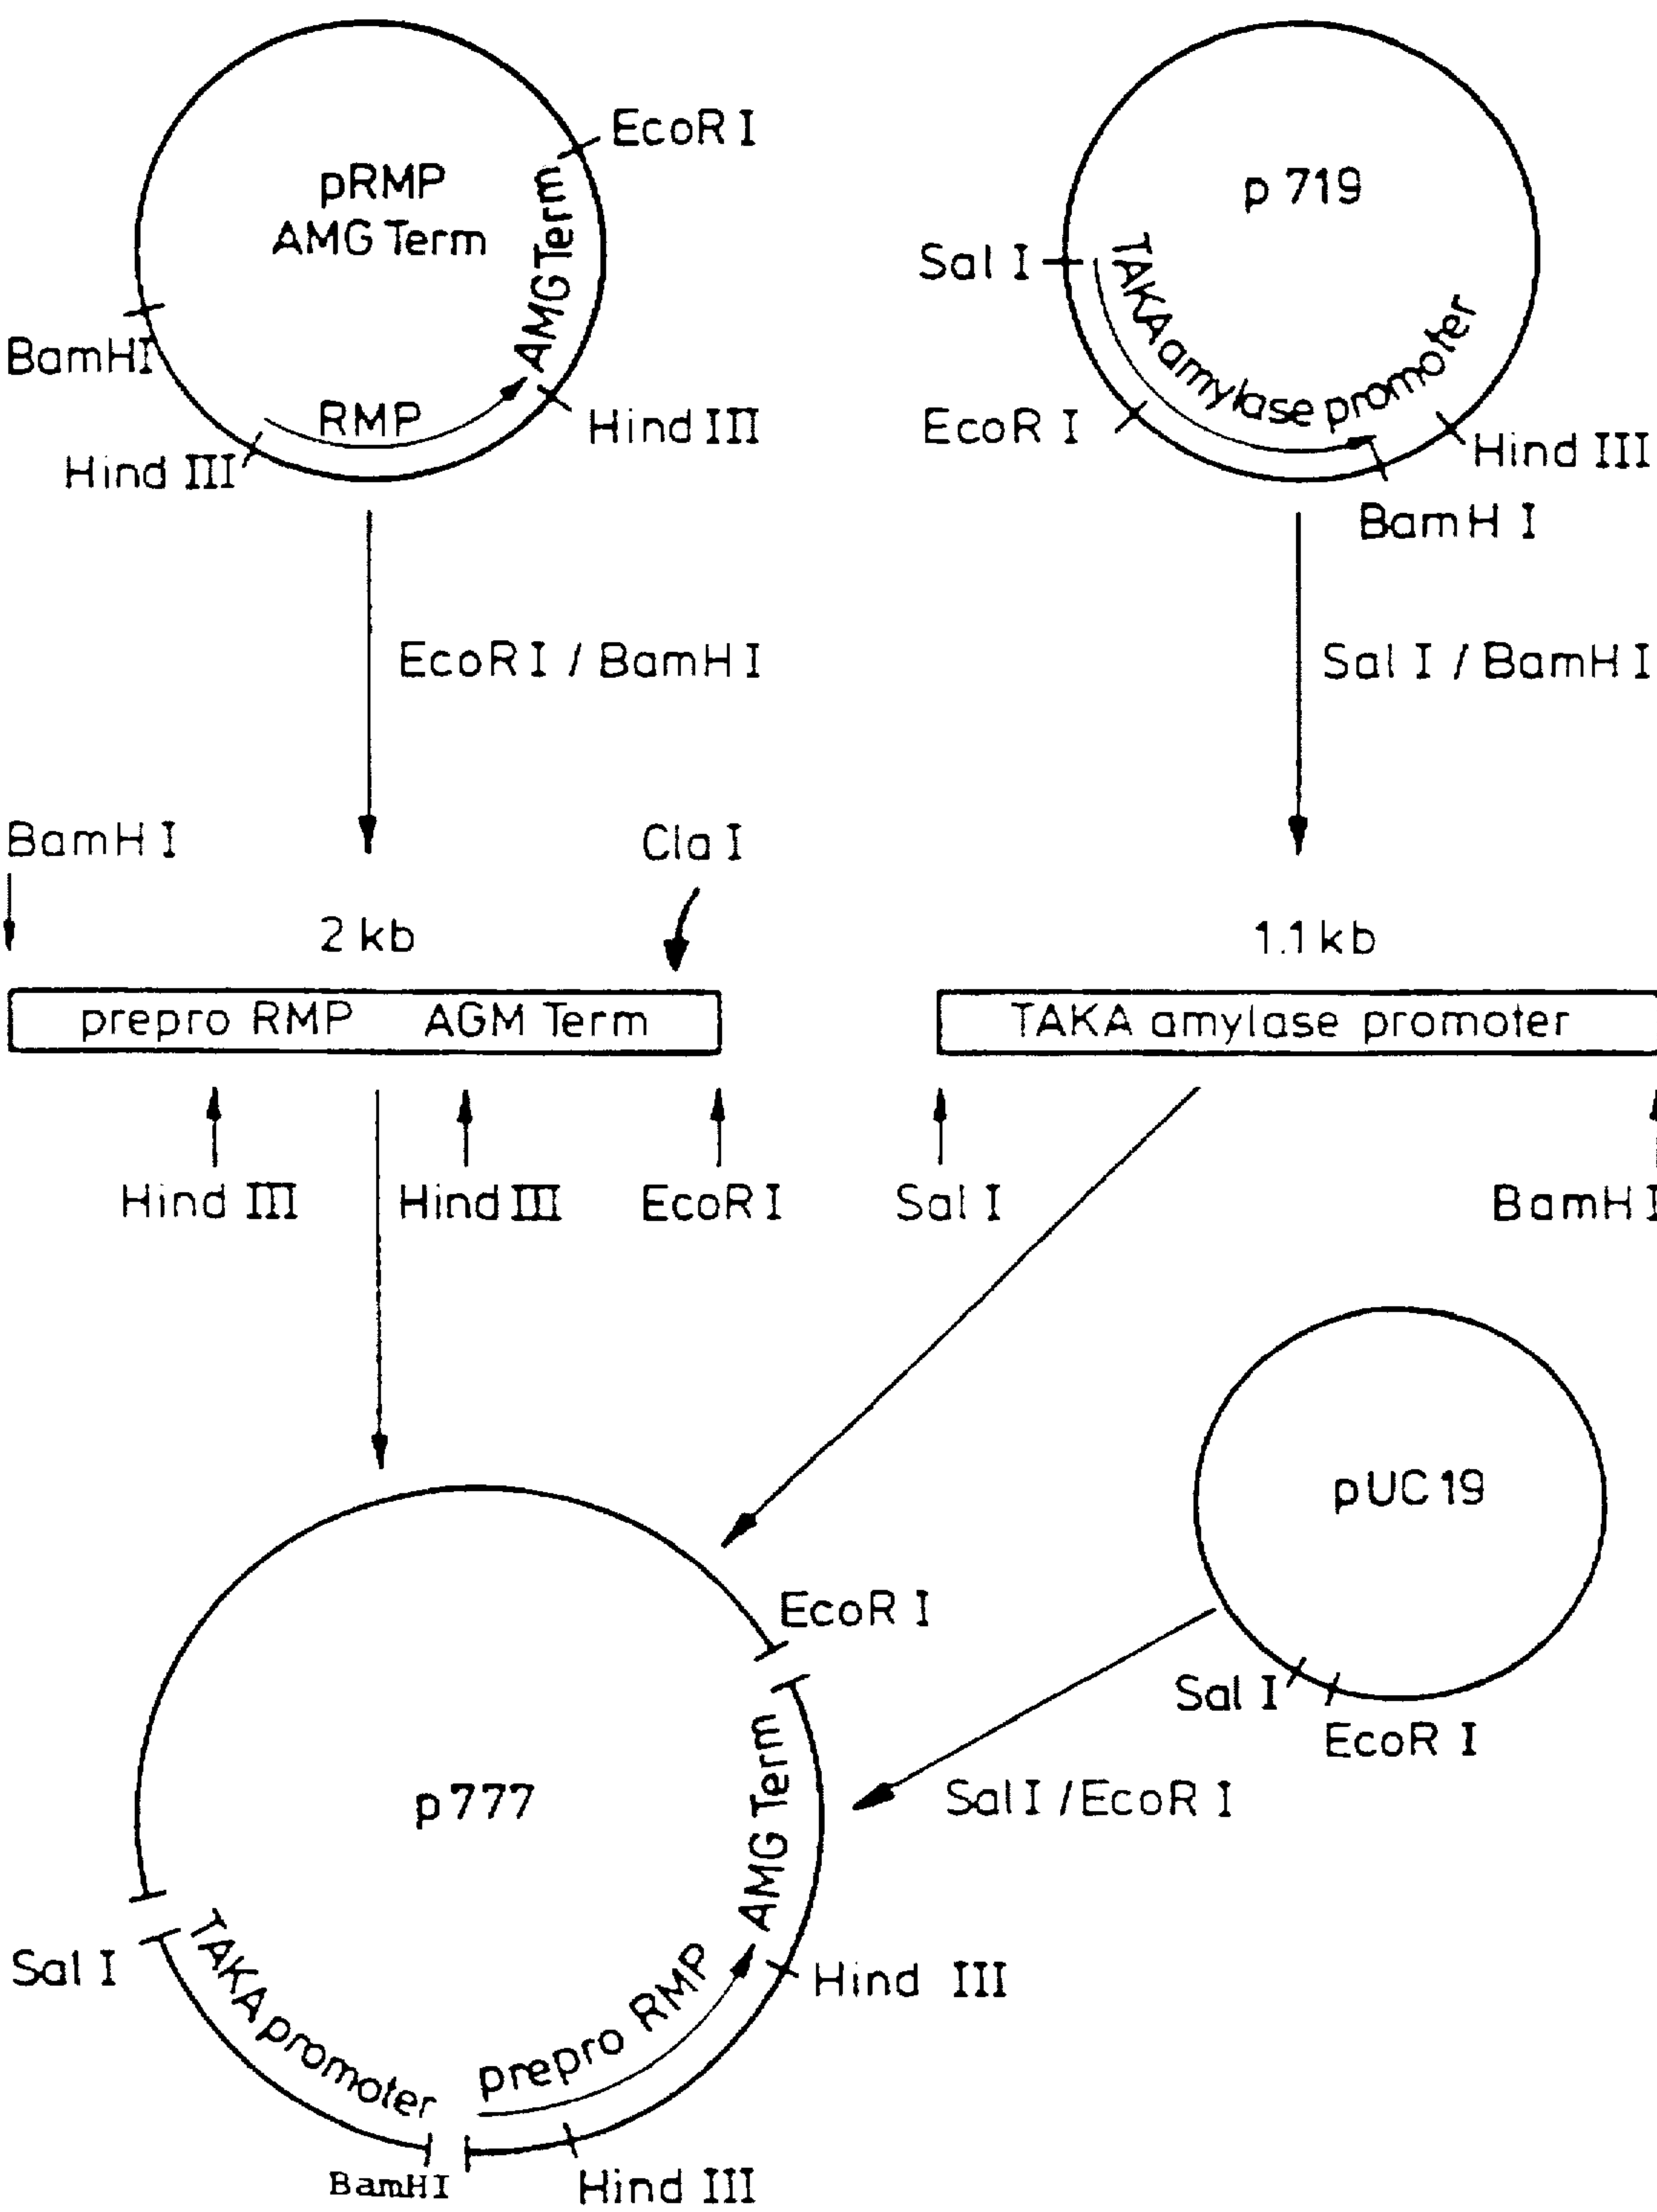 pRMP
AMG Term
EcoR I
AMG Term
BamHI
RMP
Hind III
Hind III
p 719
Sal I
TAKA amylase promoter
EcoR I
Hind III
BamH I
EcoR I / BamH I
Sal I / BamH I
BamH I
Cla I
2 kb
1.1 kb
prepro RMP AGM Term
TAKA amylase promoter
Hind III
Hind III
EcoR I
Sal I
BamH I
pUC 19
Sal I
EcoR I
Sal I / EcoR I
EcoR I
p777
AMG Term
Sal I
TAKA promoter
prepro RMP
Hind III
BamHI
Hind III